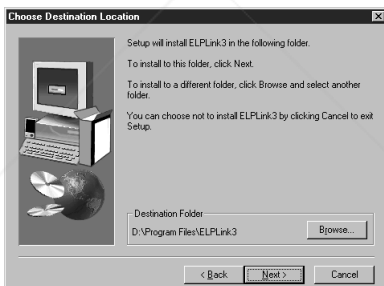 Choose Destination Location
Setup will install ELPLink3 in the following folder.
To install to this folder, click Next.
To install to a different folder, click Browse and select another
folder.
You can choose not to install ELPLink3 by clicking Cancel to exit
Setup.
Destination Folder
D:\Program Files\ELPLink3
Browse...
< Back
Next >
Cancel